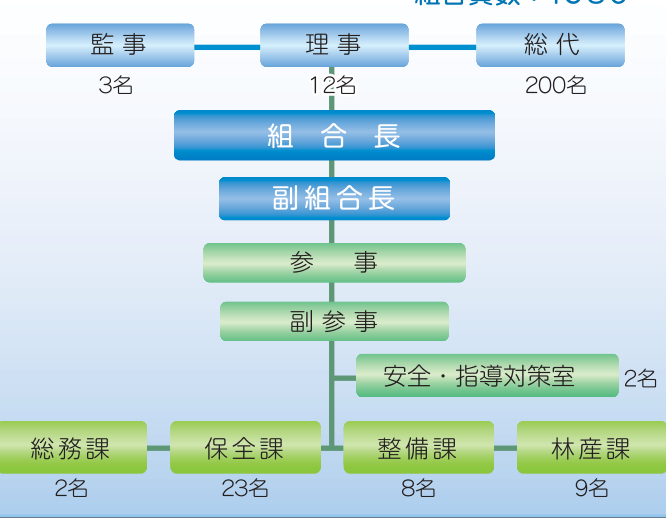 監事 理事 総代
3名 12名 200名
組合長
副組合長
参事
副参事
安全・指導対策室 2名
総務課 保全課 整備課 林産課
2名 23名 8名 9名